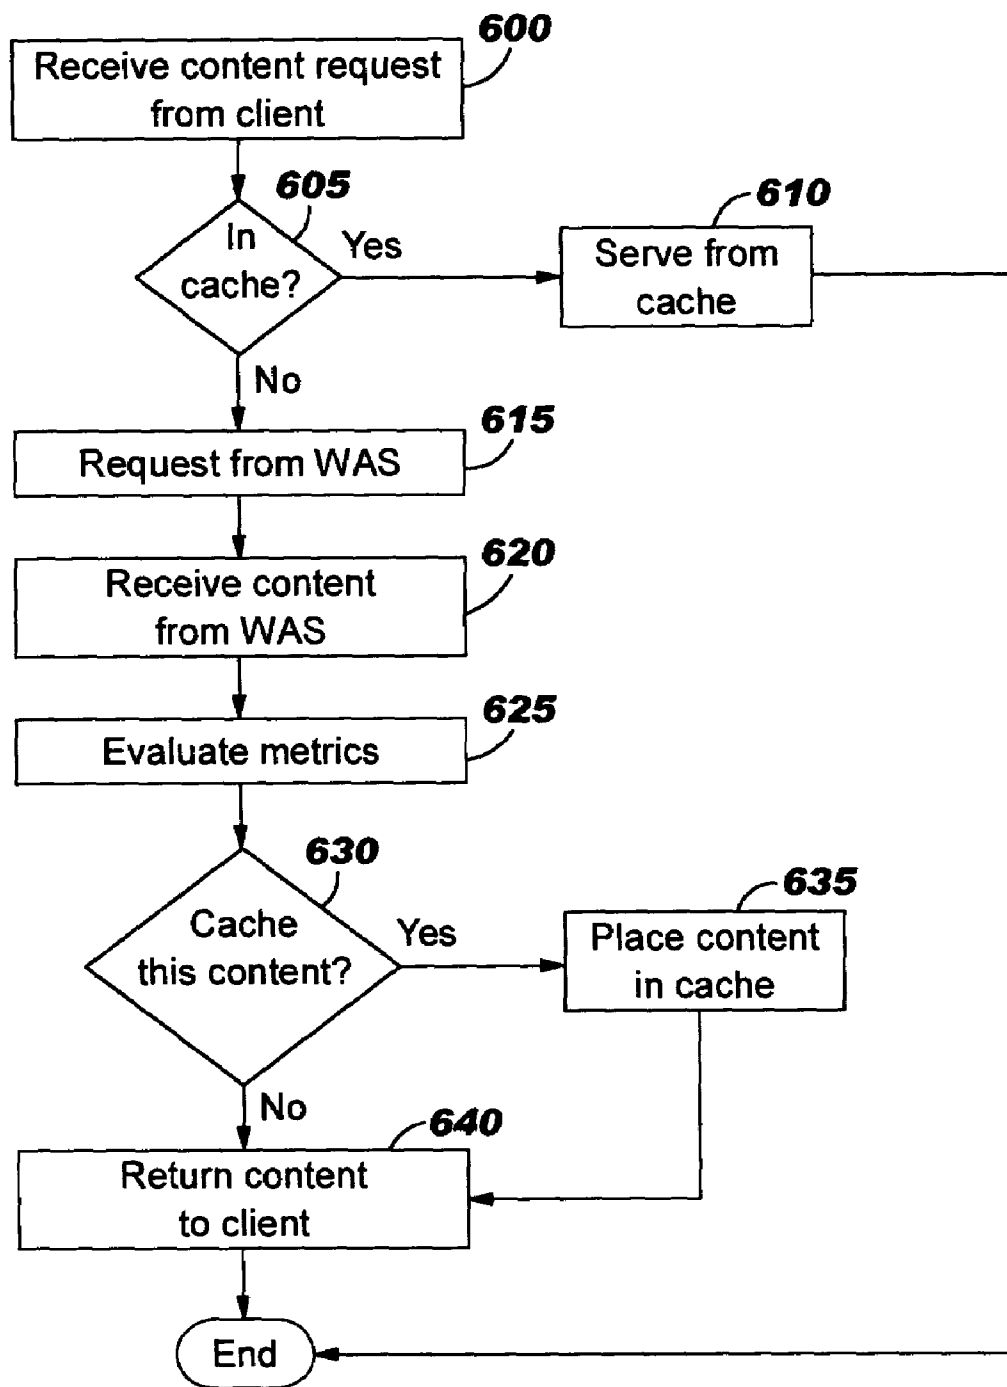 600
Receive content request
from client
605
In
cache?
Yes
610
Serve from
cache
No
615
Request from WAS
620
Receive content
from WAS
625
Evaluate metrics
630
Cache
this content?
Yes
635
Place content
in cache
No
640
Return content
to client
End